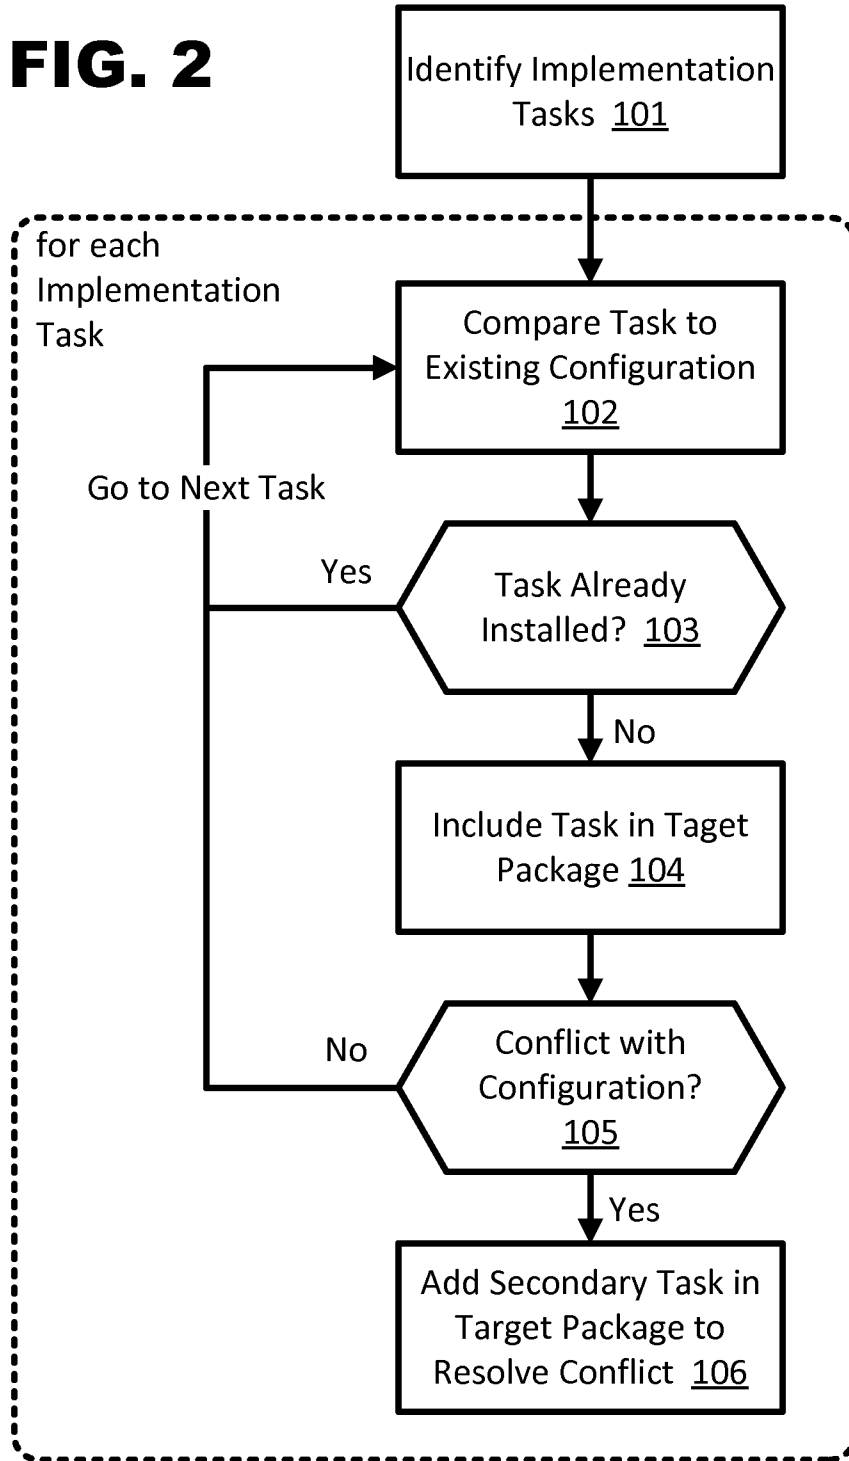 FIG. 2
Identify Implementation
Tasks 101
for each
Implementation
Task
Compare Task to
Existing Configuration
102
Go to Next Task
Yes
Task Already
Installed? 103
No
Include Task in Taget
Package 104
No
Conflict with
Configuration?
105
Yes
Add Secondary Task in
Target Package to
Resolve Conflict 106